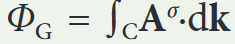 Φ_G = ∫_C A^σ·dk